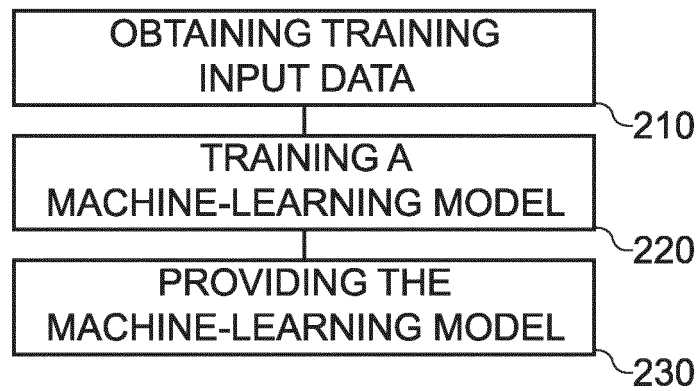 OBTAINING TRAINING
INPUT DATA
210
TRAINING A
MACHINE-LEARNING MODEL
220
PROVIDING THE
MACHINE-LEARNING MODEL
230